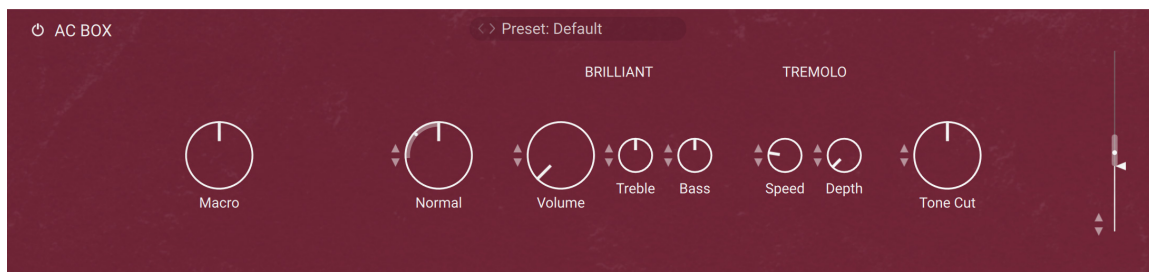 AC BOX
Preset: Default
BRILLIANT
TREMOLO
Macro
Normal
Volume
Treble
Bass
Speed
Depth
Tone Cut